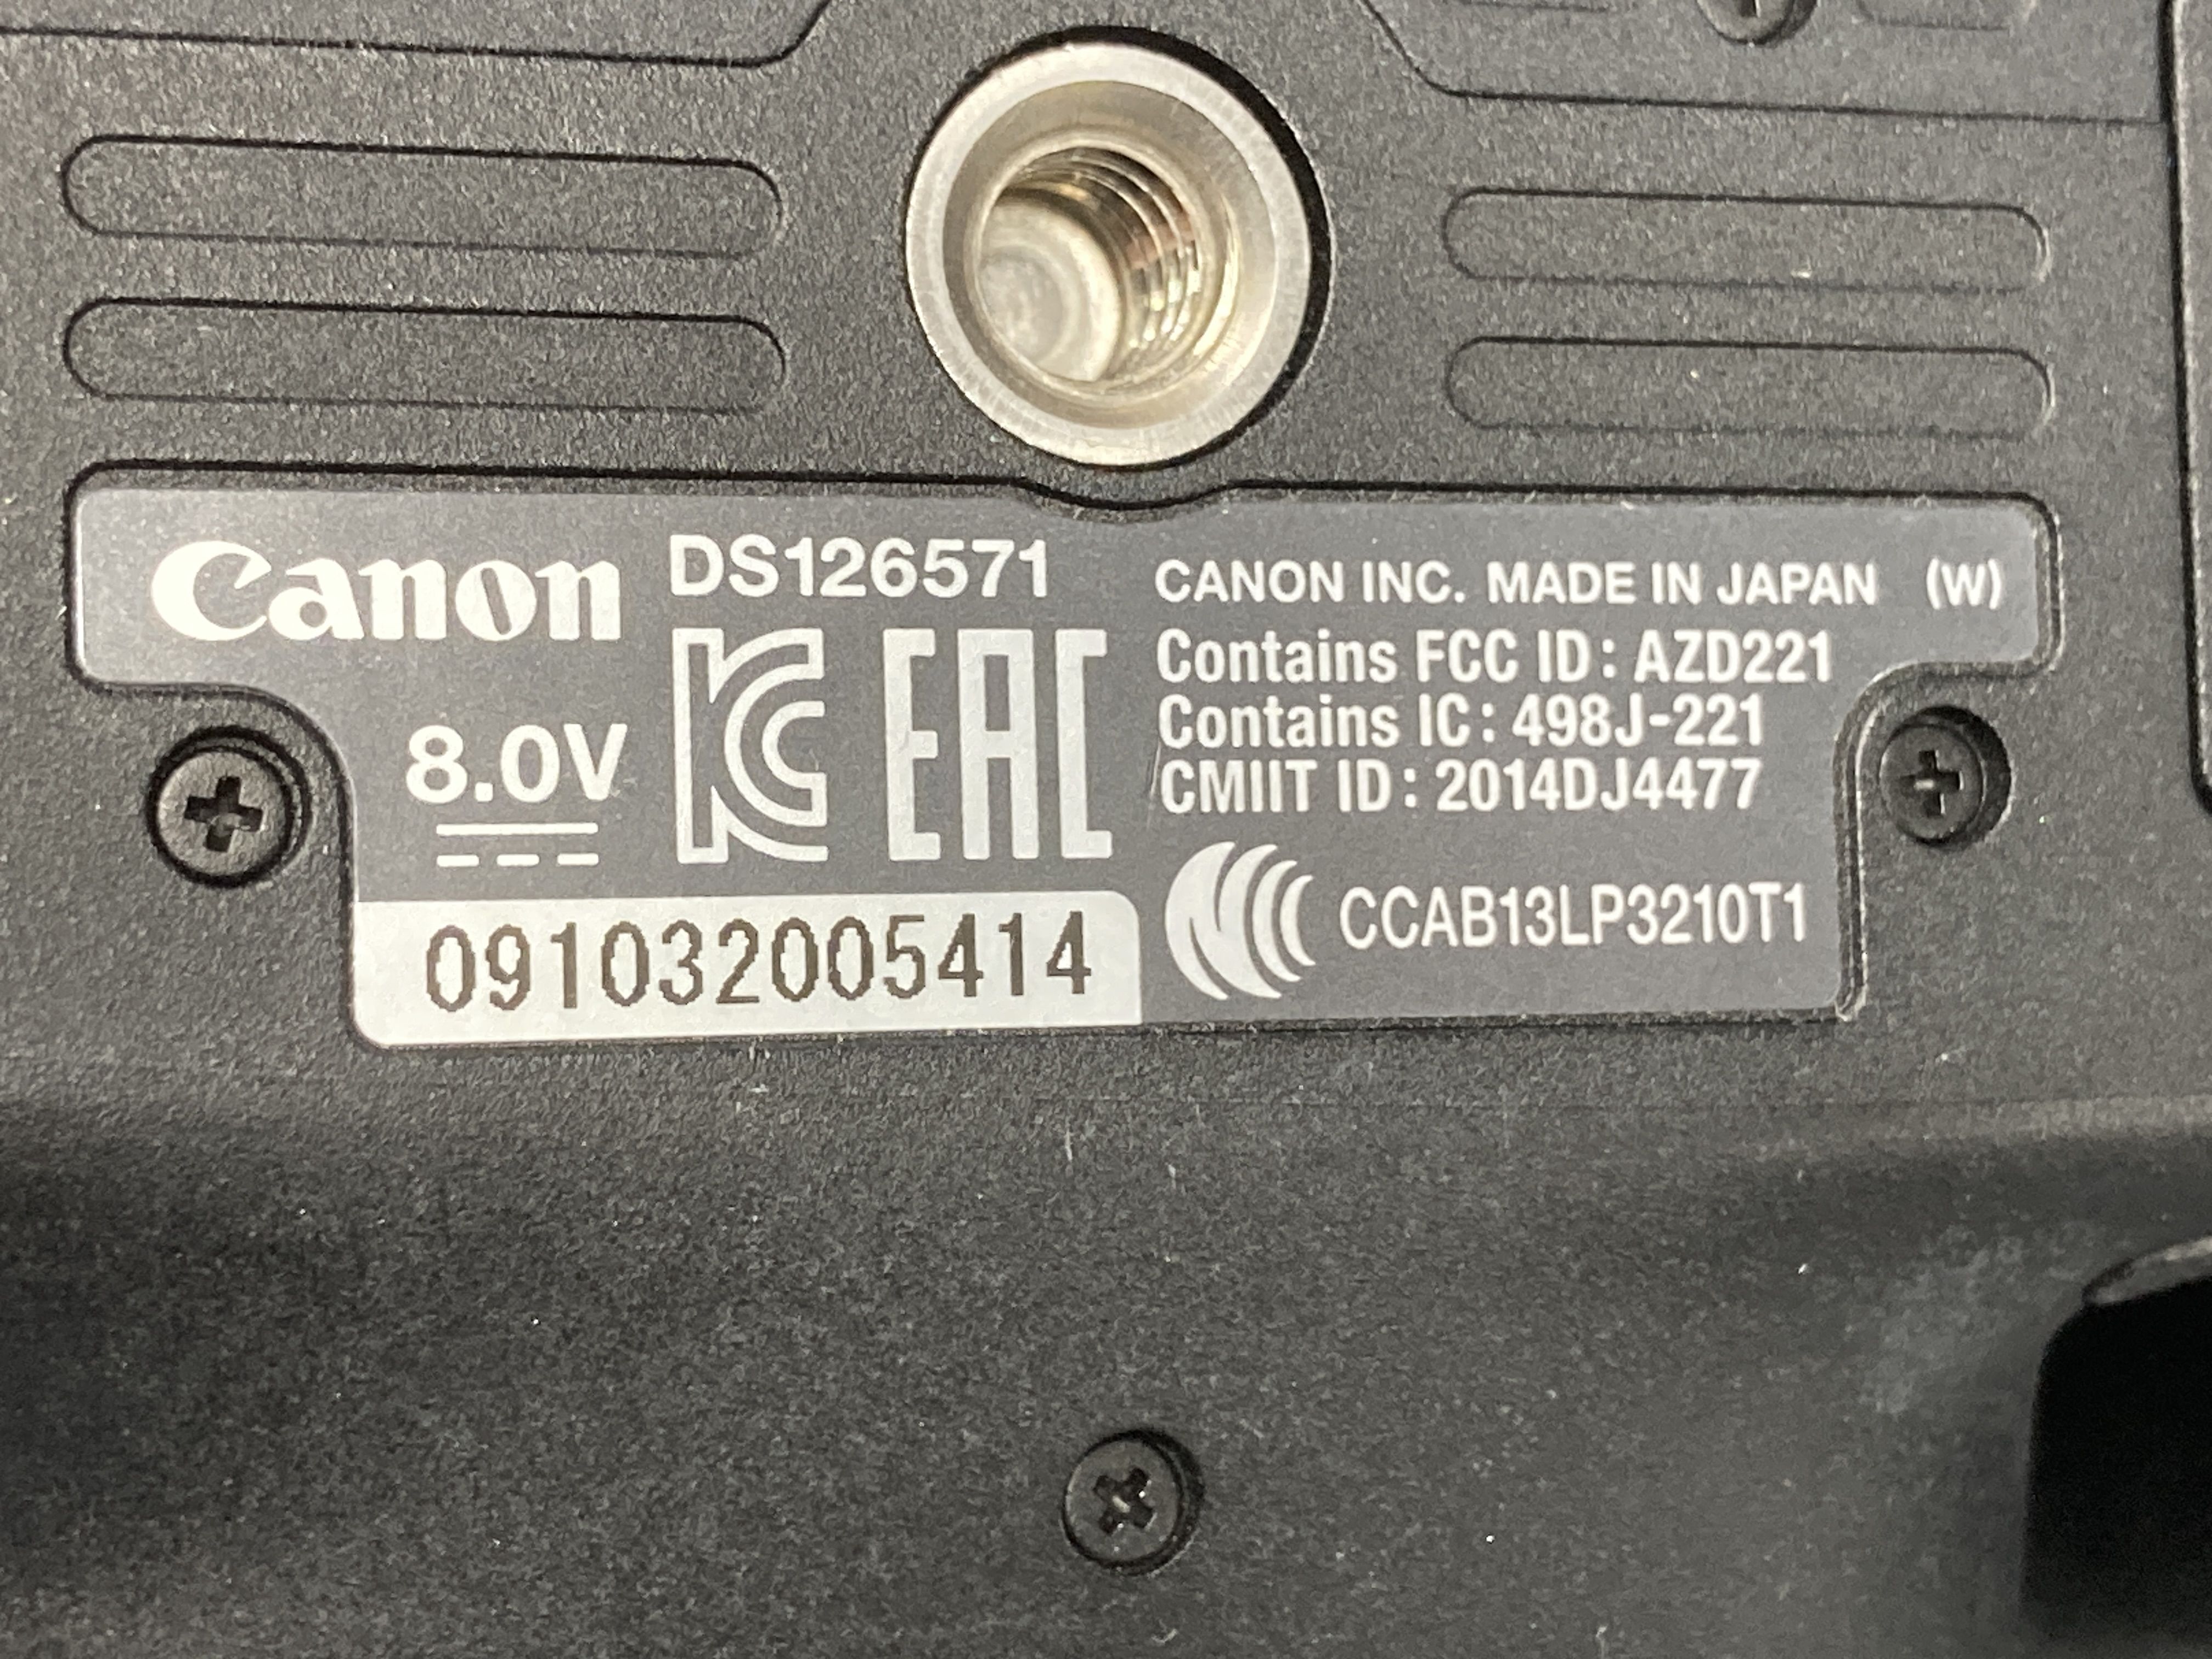 Canon DS126571
8.0V
EAC
091032005414
CANON INC. MADE IN JAPAN (W)
Contains FCC ID: AZD221
Contains IC: 498J-221
CMIIT ID: 2014DJ4477
CCAB13LP3210T1